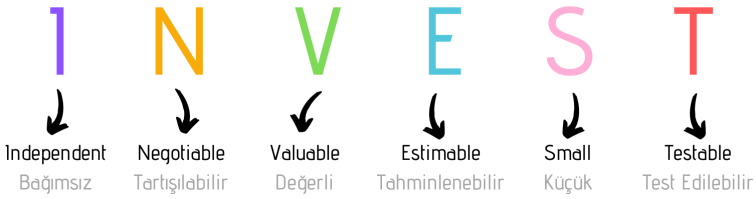 I N V E S T
Independent Negotiable Valuable Estimable Small Testable
Bağımsız Tartışılabilir Değerli Tahminlenebilir Küçük Test Edilebilir